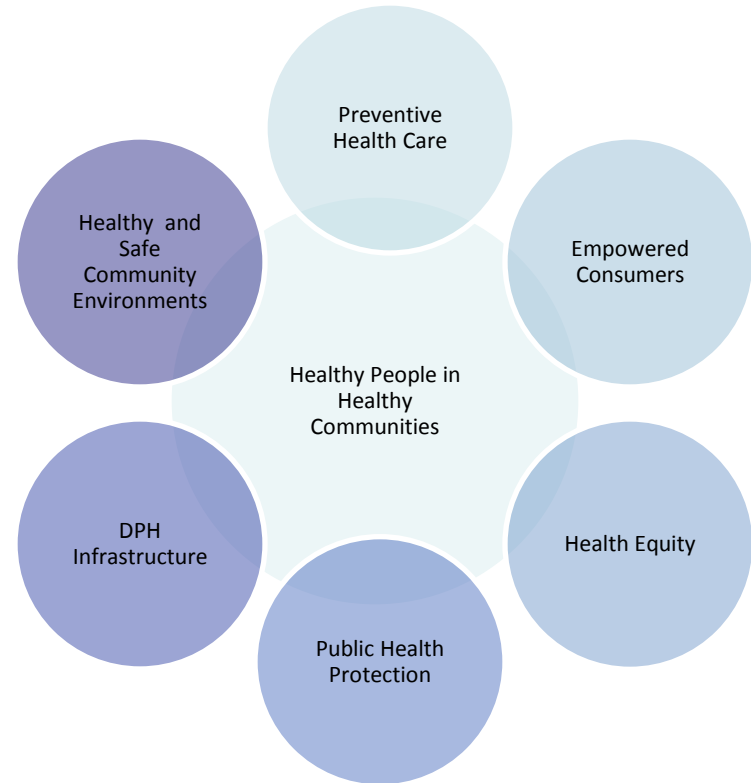 Preventive
Health Care
Healthy and
Safe
Community
Environments
Empowered
Consumers
Healthy People in
Healthy
Communities
DPH
Infrastructure
Health Equity
Public Health
Protection